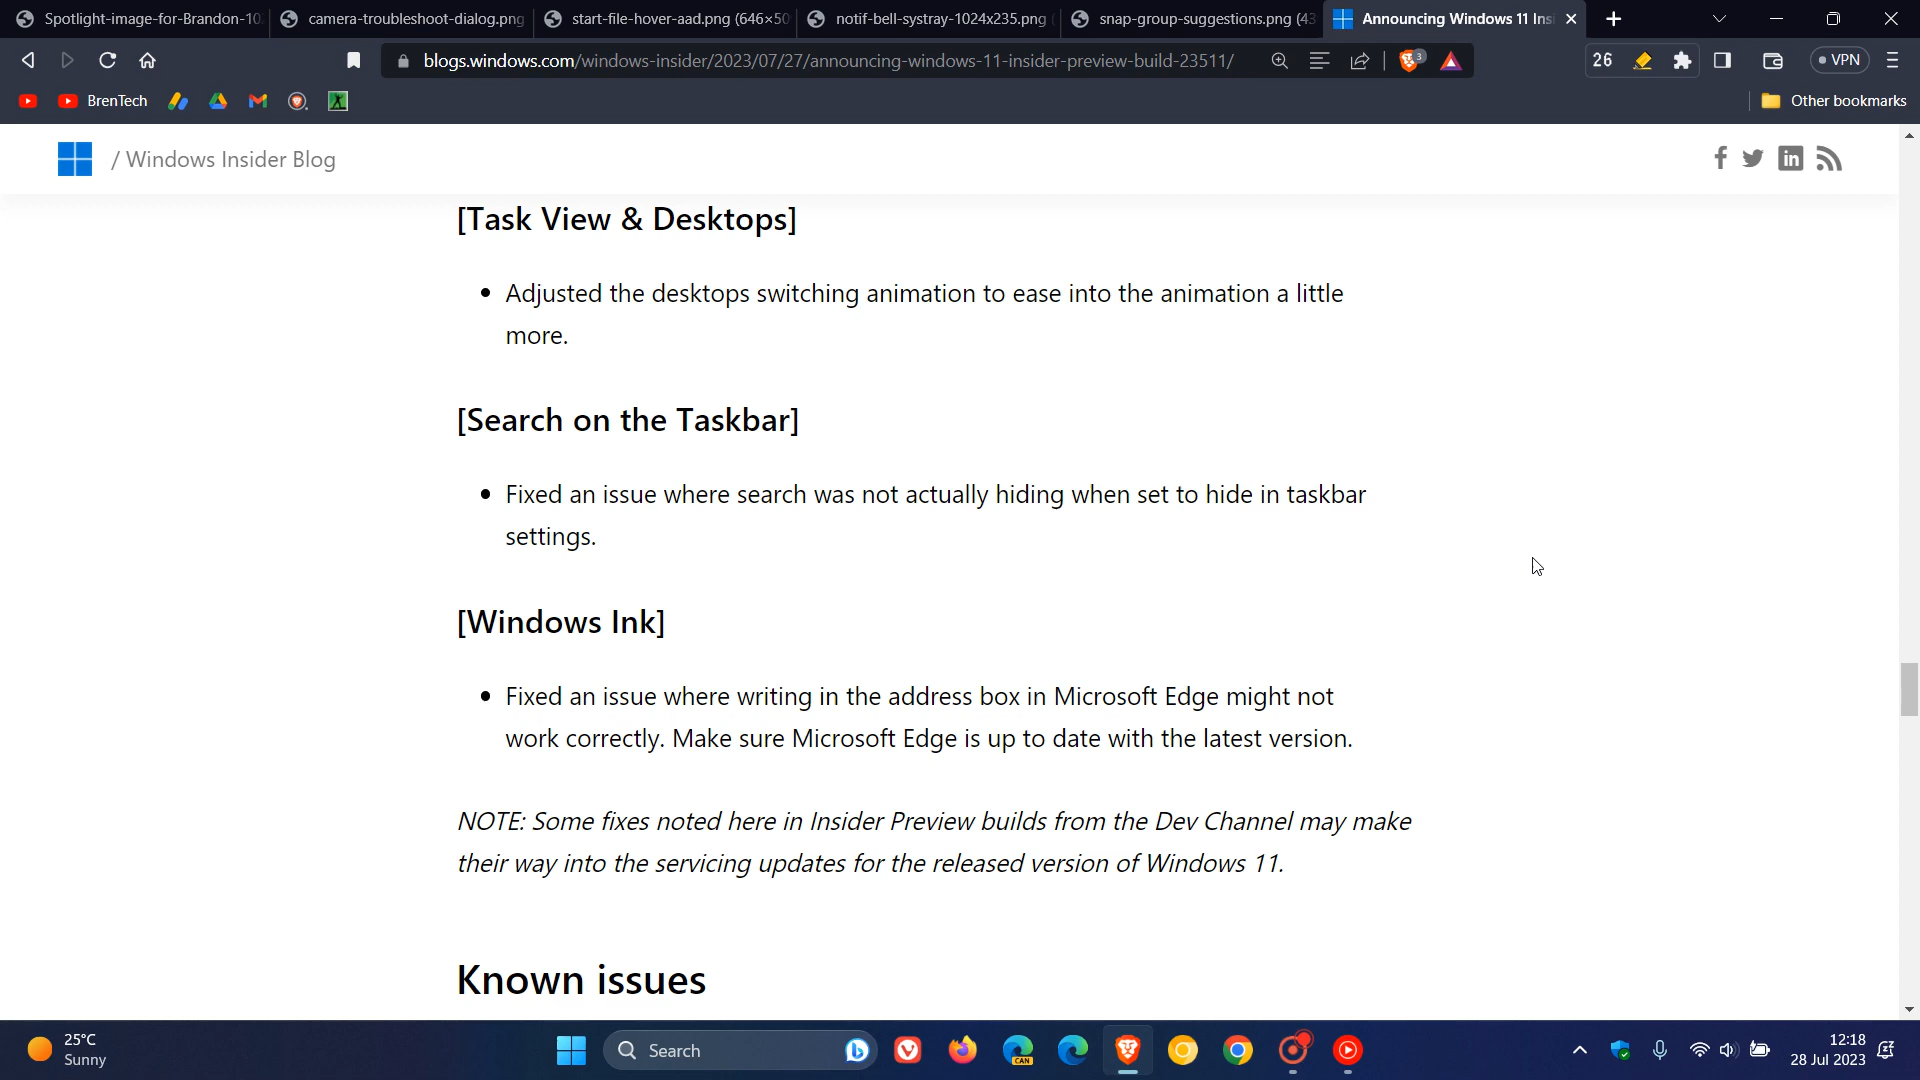 Spotlight-image-for-Brandon-10
camera-troubleshoot-dialog.png
start-file-hover-aad.png (646×50
notif-bell-systray-1024x235.png
snap-group-suggestions.png (43
Announcing Windows 11 Insi
blogs.windows.com/windows-insider/2023/07/27/announcing-windows-11-insider-preview-build-23511/
3
26
VPN
BrenTech
Other bookmarks
/ Windows Insider Blog
[Task View & Desktops]
• Adjusted the desktops switching animation to ease into the animation a little
more.
[Search on the Taskbar]
• Fixed an issue where search was not actually hiding when set to hide in taskbar
settings.
[Windows Ink]
• Fixed an issue where writing in the address box in Microsoft Edge might not
work correctly. Make sure Microsoft Edge is up to date with the latest version.
NOTE: Some fixes noted here in Insider Preview builds from the Dev Channel may make
their way into the servicing updates for the released version of Windows 11.
Known issues
25°C
Sunny
Search
CAN
12:18
28 Jul 2023